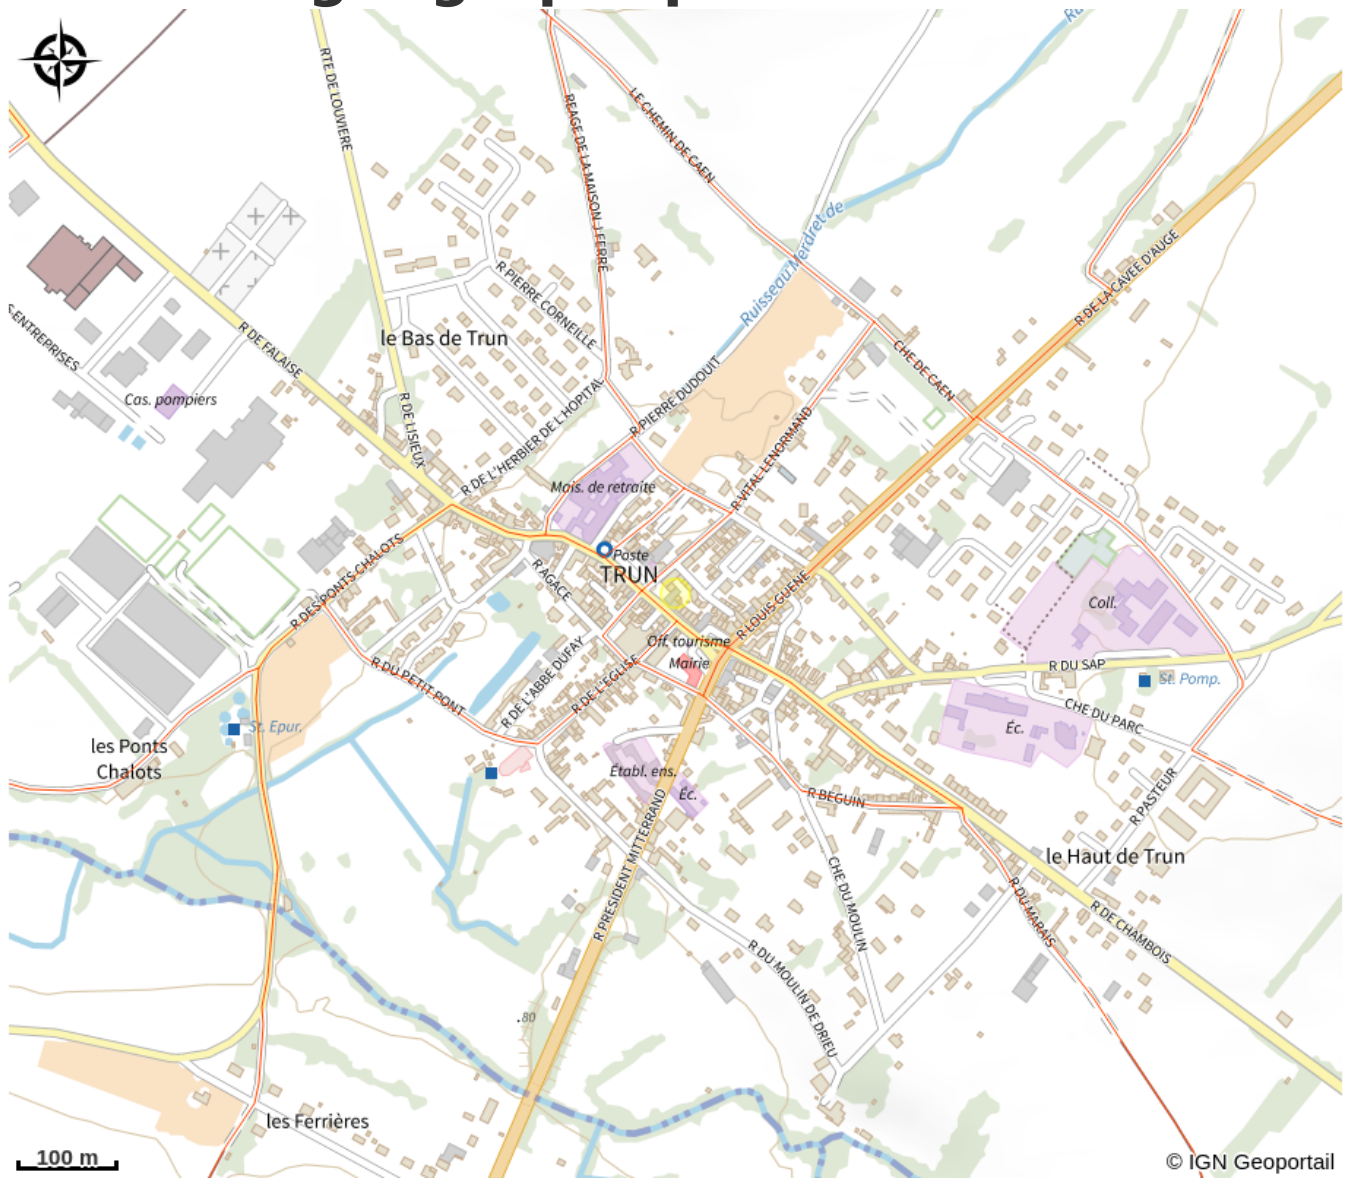 RTE DE LOUVIERE
REAGE DE LA MAISON J FERRE
LE CHEMIN DE CAEN
Ruisseau Merdret de
R DE LA CAVEE D'AUGE
R PIERRE CORNEILLE
S ENTREPRISES
R DE FALAISE
le Bas de Trun
R PIERRE DUDOUIT
CHE DE CAEN
Cas. pompiers
R DE LISIEUX
R DE L'HERBIER DE L'HOPITAL
R VITAL LENORMAND
Mais. de retraite
R DES PONTS CHALOTS
R AGACE
Poste
TRUN
R LOUIS GUENE
Coll.
Off. tourisme
Mairie
R DU SAP
St. Pomp.
R DU PETIT PONT
R DE L'ABBE DUFAY
R DE L'EGLISE
CHE DU PARC
Éc.
St. Epur.
les Ponts
Chalots
Établ. ens.
Éc.
R BEGUIN
R PASTEUR
le Haut de Trun
R PRESIDENT MITTERRAND
CHE DU MOULIN
R DU MARAIS
R DE CHAMBOIS
R DU MOULIN DE DRIEU
.80
les Ferrières
100 m
© IGN Geoportail